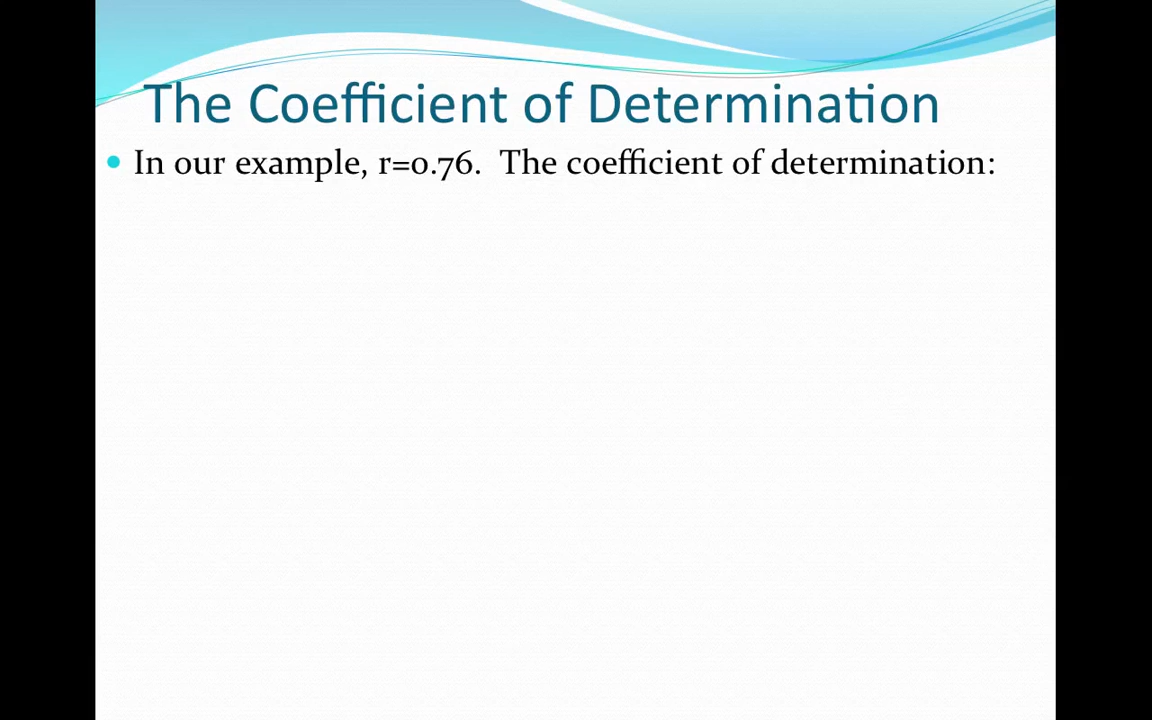 The Coefficient of Determination
In our example, r=0.76. The coefficient of determination: